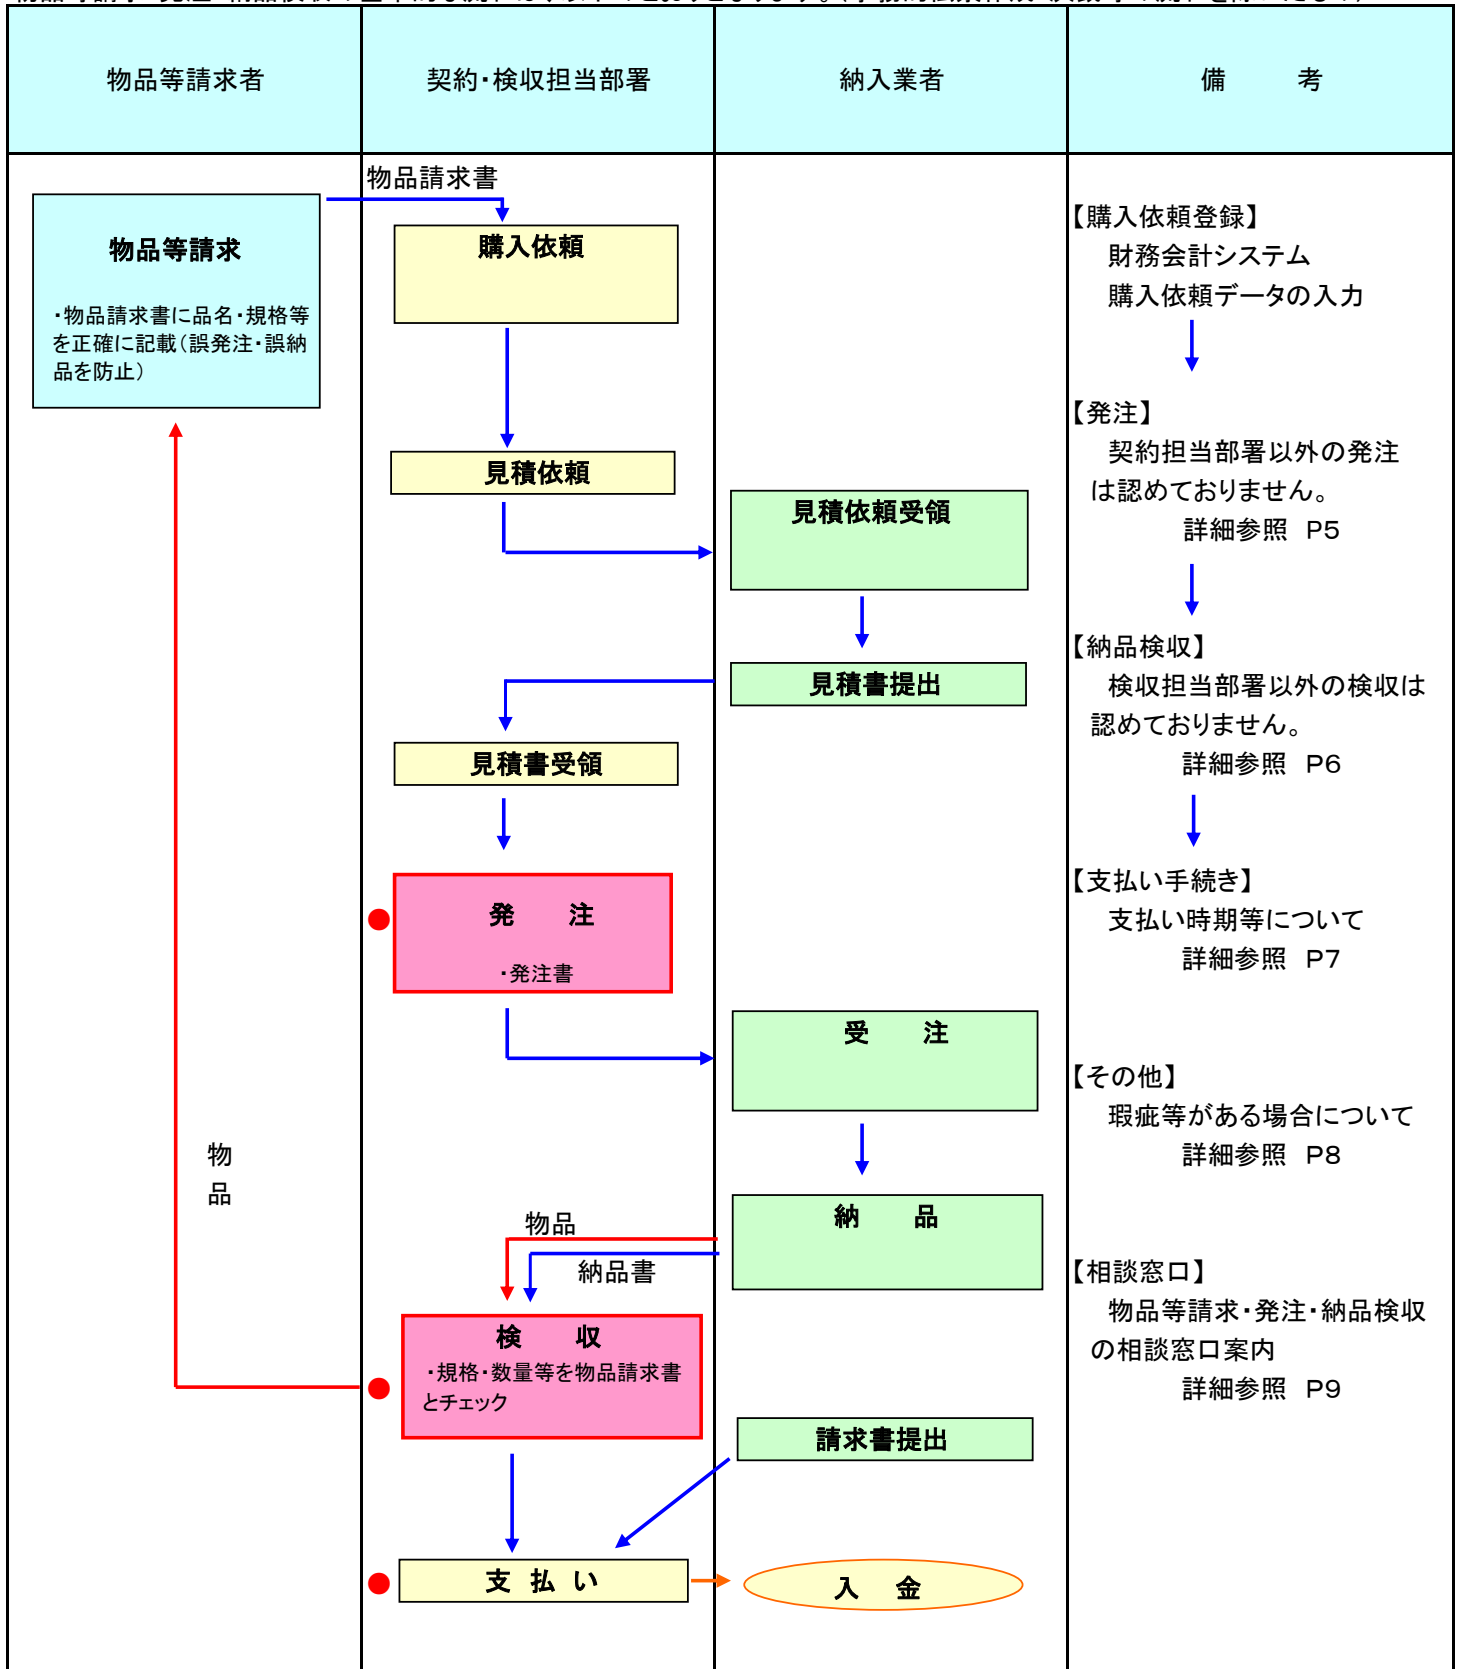 物品等請求者
契約・検収担当部署
納入業者
備　考
物品請求書
物品等請求
・物品請求書に品名・規格等
を正確に記載(誤発注・誤納
品を防止)
購入依頼
見積依頼
見積依頼受領
見積書提出
見積書受領
発　注
・発注書
受　注
納　品
物品
納品書
物
品
検　収
・規格・数量等を物品請求書
とチェック
請求書提出
支 払 い
入　金
【購入依頼登録】
財務会計システム
購入依頼データの入力
【発注】
契約担当部署以外の発注
は認めておりません。
詳細参照　P5
【納品検収】
検収担当部署以外の検収は
認めておりません。
詳細参照　P6
【支払い手続き】
支払い時期等について
詳細参照　P7
【その他】
瑕疵等がある場合について
詳細参照　P8
【相談窓口】
物品等請求・発注・納品検収
の相談窓口案内
詳細参照　P9